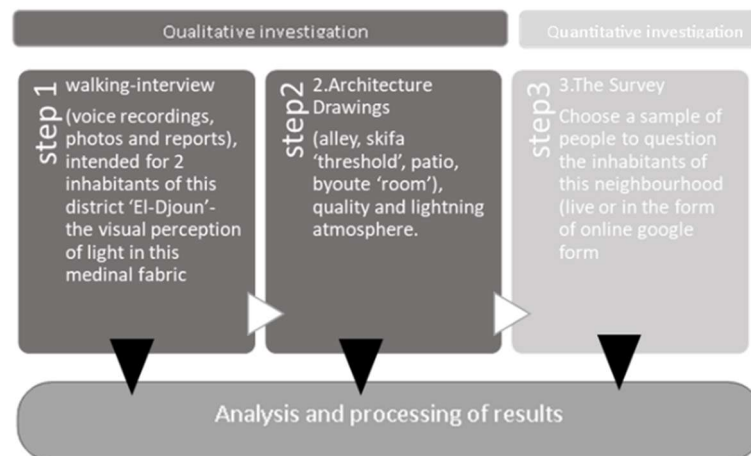 Qualitative investigation
Quantitative investigation
step 1
walking-interview
(voice recordings,
photos and reports),
intended for 2
inhabitants of this
district ‘El-Djoun’-
the visual perception
of light in this
medinal fabric
step2
2.Architecture
Drawings
(alley, skifa
‘threshold’, patio,
byoute ‘room’),
quality and lightning
atmosphere.
step3
3.The Survey
Choose a sample of
people to question
the inhabitants of
this neighbourhood
(live or in the form
of online google
form
Analysis and processing of results